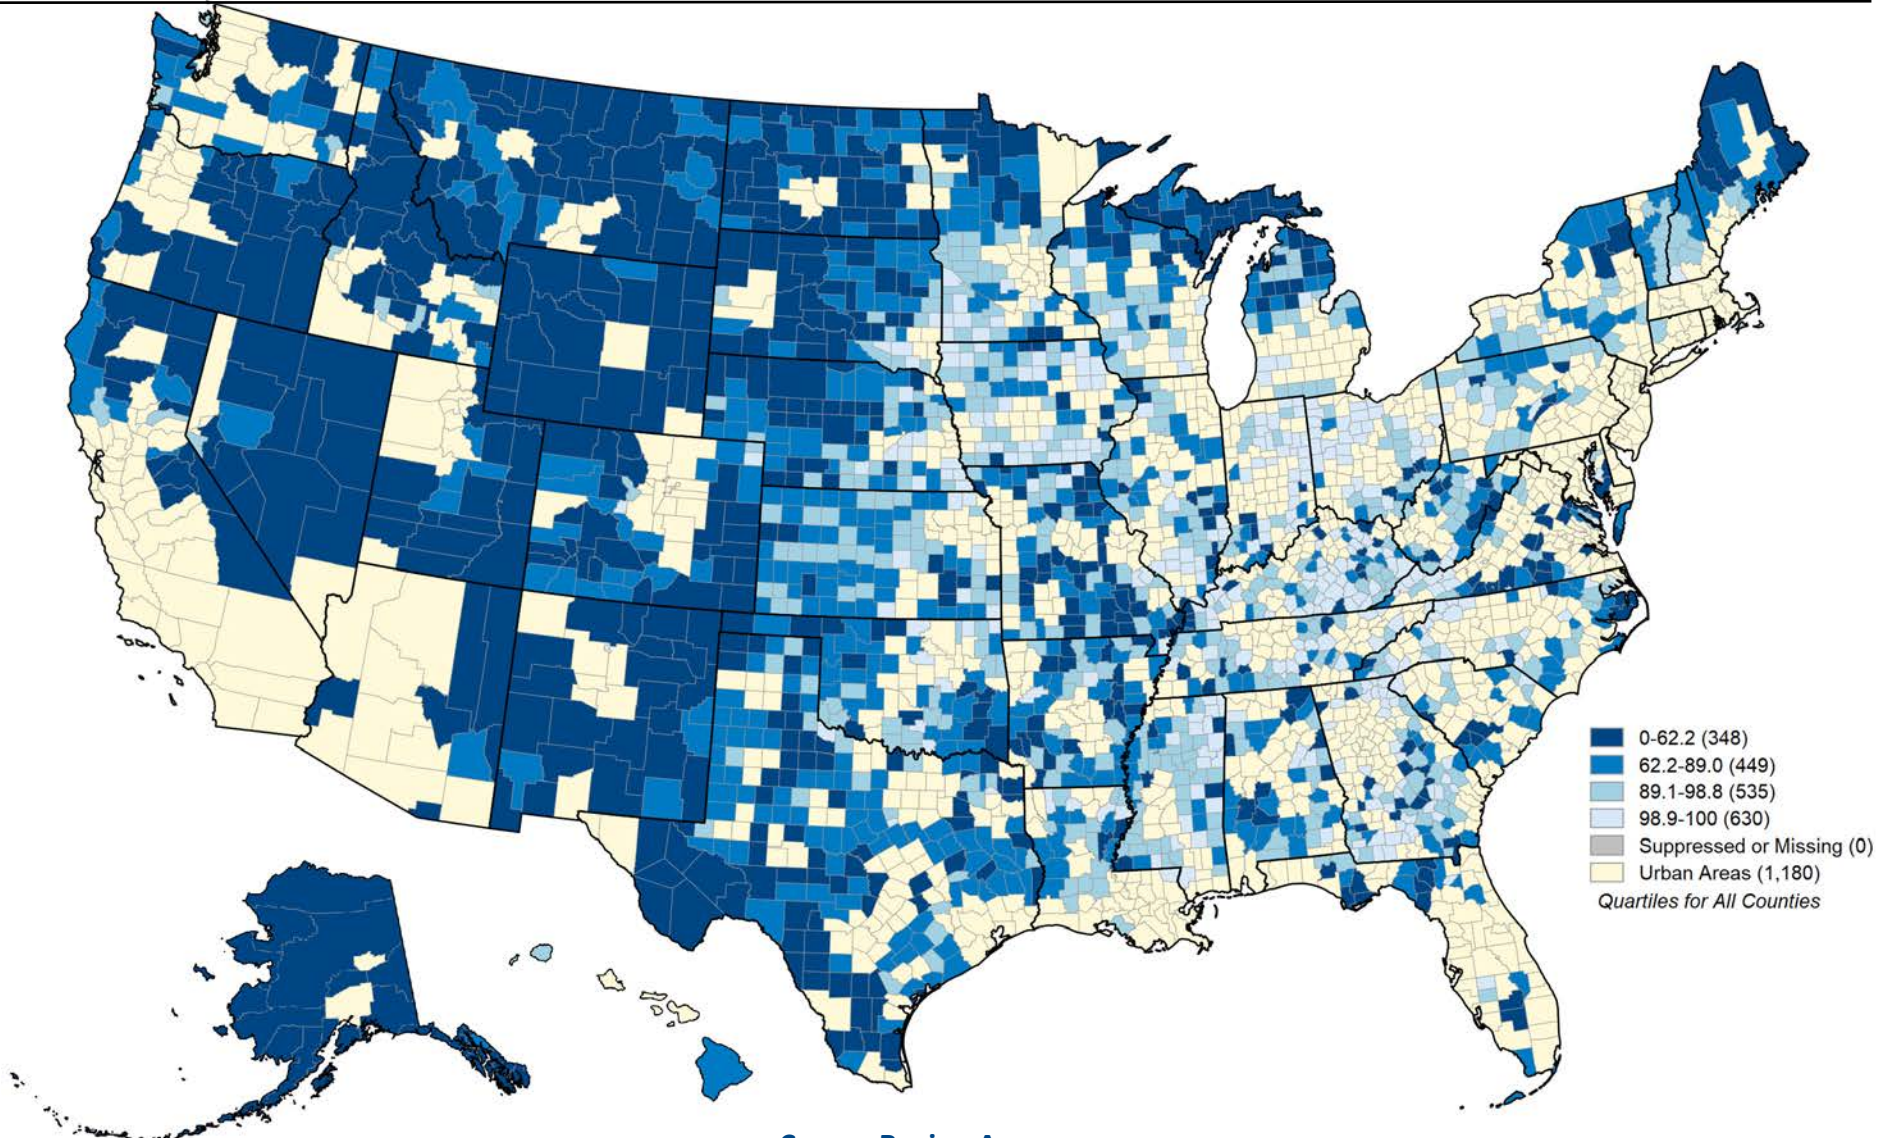 0-62.2 (348)
62.2-89.0 (449)
89.1-98.8 (535)
98.9-100 (630)
Suppressed or Missing (0)
Urban Areas (1,180)
Quartiles for All Counties